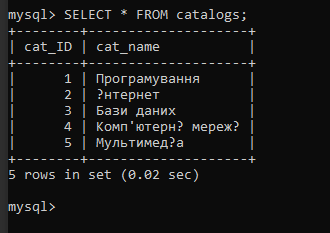 mysql> SELECT * FROM catalogs;
+--------+-------------------+
| cat_ID | cat_name          |
+--------+-------------------+
|      1 | Програмування     |
|      2 | ?нтернет          |
|      3 | Бази даних        |
|      4 | Комп'ютерн? мереж? |
|      5 | Мультимед?а       |
+--------+-------------------+
5 rows in set (0.02 sec)
mysql>